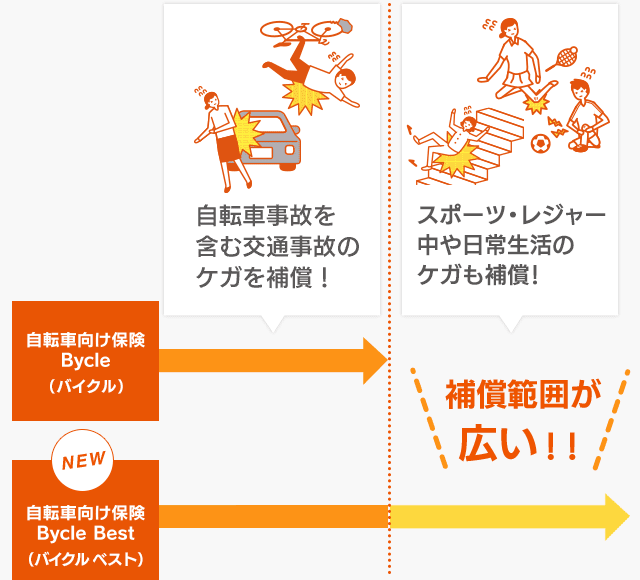 自転車事故を
含む交通事故の
ケガを補償！
スポーツ・レジャー
中や日常生活の
ケガも補償！
自転車向け保険
Bycle
（バイクル）
補償範囲が
広い！！
NEW
自転車向け保険
Bycle Best
（バイクル ベスト）